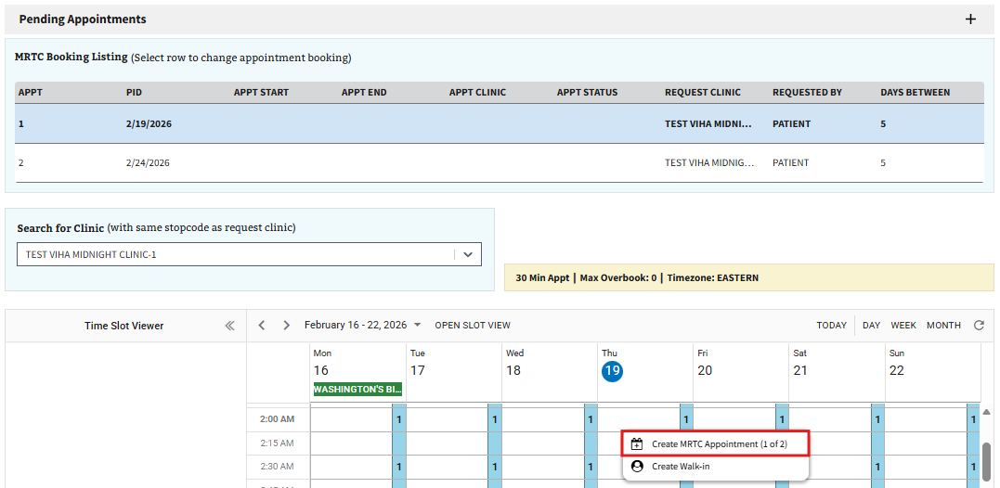 Pending Appointments +
MRTC Booking Listing (Select row to change appointment booking)
APPT PID APPT START APPT END APPT CLINIC APPT STATUS REQUEST CLINIC REQUESTED BY DAYS BETWEEN
1 2/19/2026 TEST VIHA MIDNI... PATIENT 5
2 2/24/2026 TEST VIHA MIDNIG... PATIENT 5
Search for Clinic (with same stopcode as request clinic)
TEST VIHA MIDNIGHT CLINIC-1
30 Min Appt | Max Overbook: 0 | Timezone: EASTERN
Time Slot Viewer
February 16 - 22, 2026 OPEN SLOT VIEW TODAY DAY WEEK MONTH
Mon Tue Wed Thu Fri Sat Sun
16 17 18 19 20 21 22
WASHINGTON'S BI...
2:00 AM 1 1 1 1 1 1 1
2:15 AM
Create MRTC Appointment (1 of 2)
2:30 AM 1 1 1 1 1
Create Walk-in